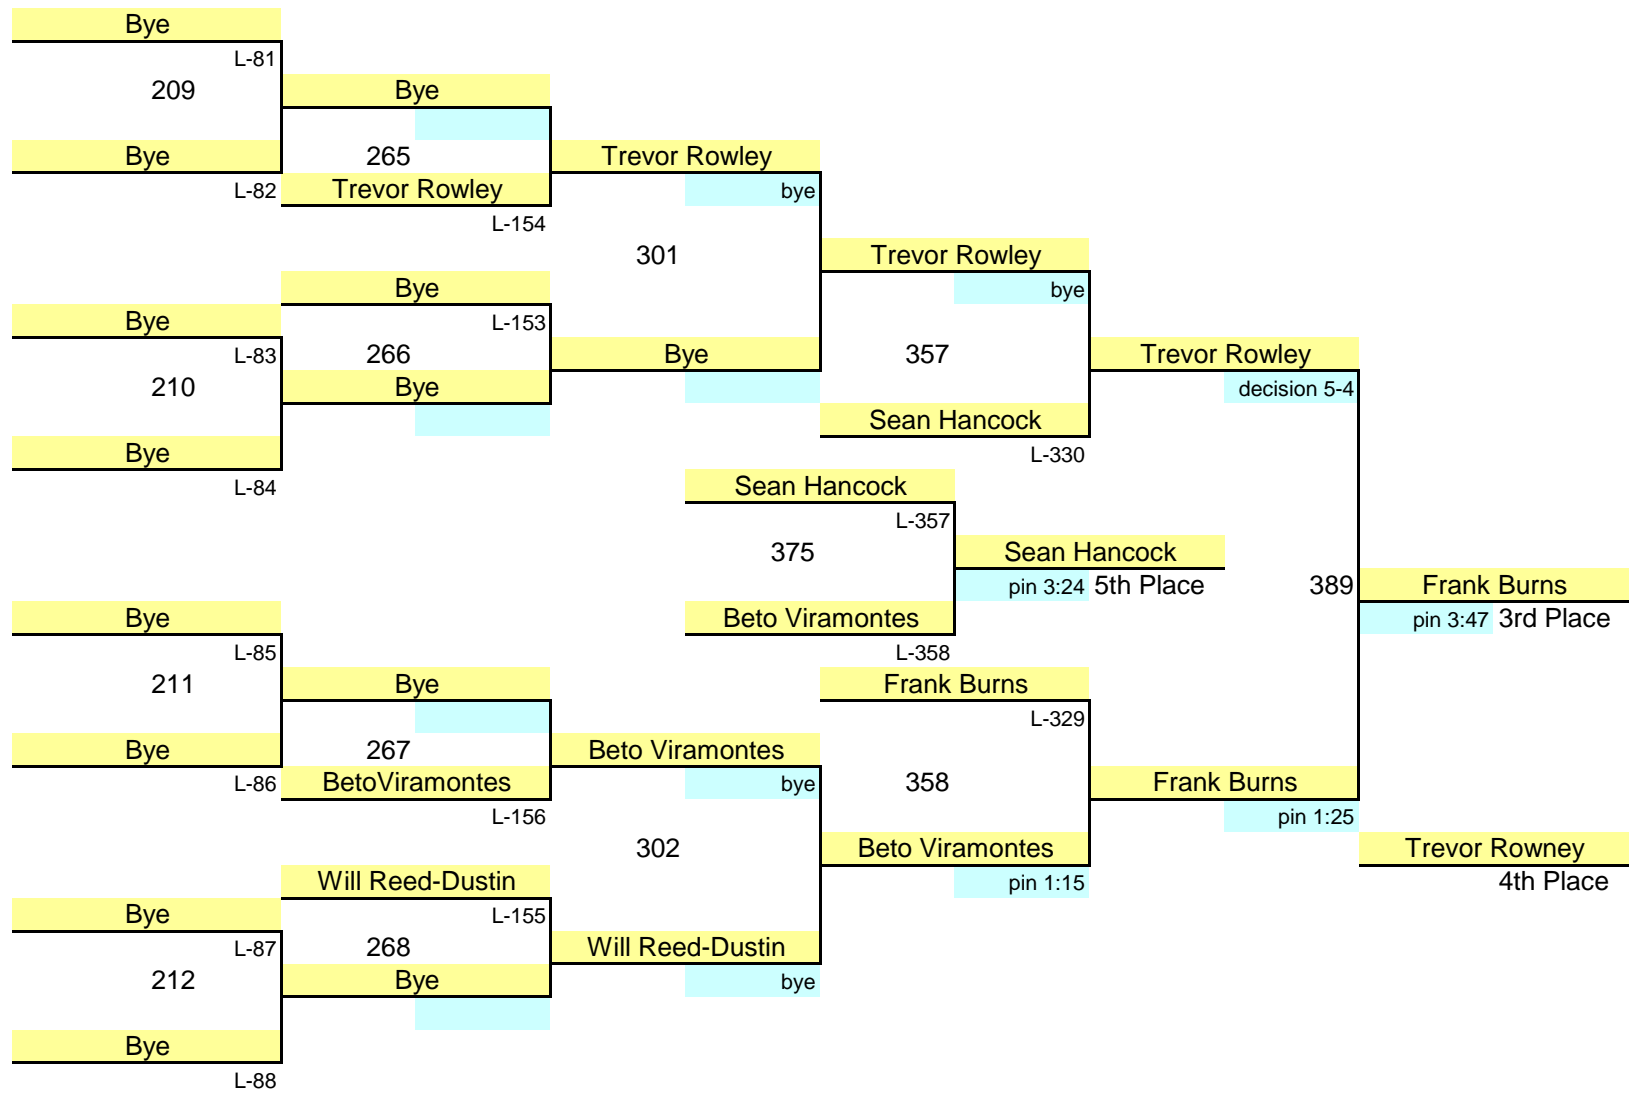 Bye
L-81
209
Bye
Bye
265
Trevor Rowley
L-82
Trevor Rowley
bye
L-154
301
Trevor Rowley
Bye
bye
Bye
L-153
L-83
266
Bye
357
Trevor Rowley
210
Bye
decision 5-4
Sean Hancock
Bye
L-330
L-84
Sean Hancock
L-357
375
Sean Hancock
pin 3:24
5th Place
389
Frank Burns
Bye
Beto Viramontes
pin 3:47
3rd Place
L-85
L-358
211
Bye
Frank Burns
L-329
Bye
267
Beto Viramontes
L-86
BetoViramontes
bye
358
Frank Burns
L-156
pin 1:25
302
Beto Viramontes
Trevor Rowney
Will Reed-Dustin
pin 1:15
4th Place
Bye
L-155
L-87
268
Will Reed-Dustin
212
Bye
bye
Bye
L-88